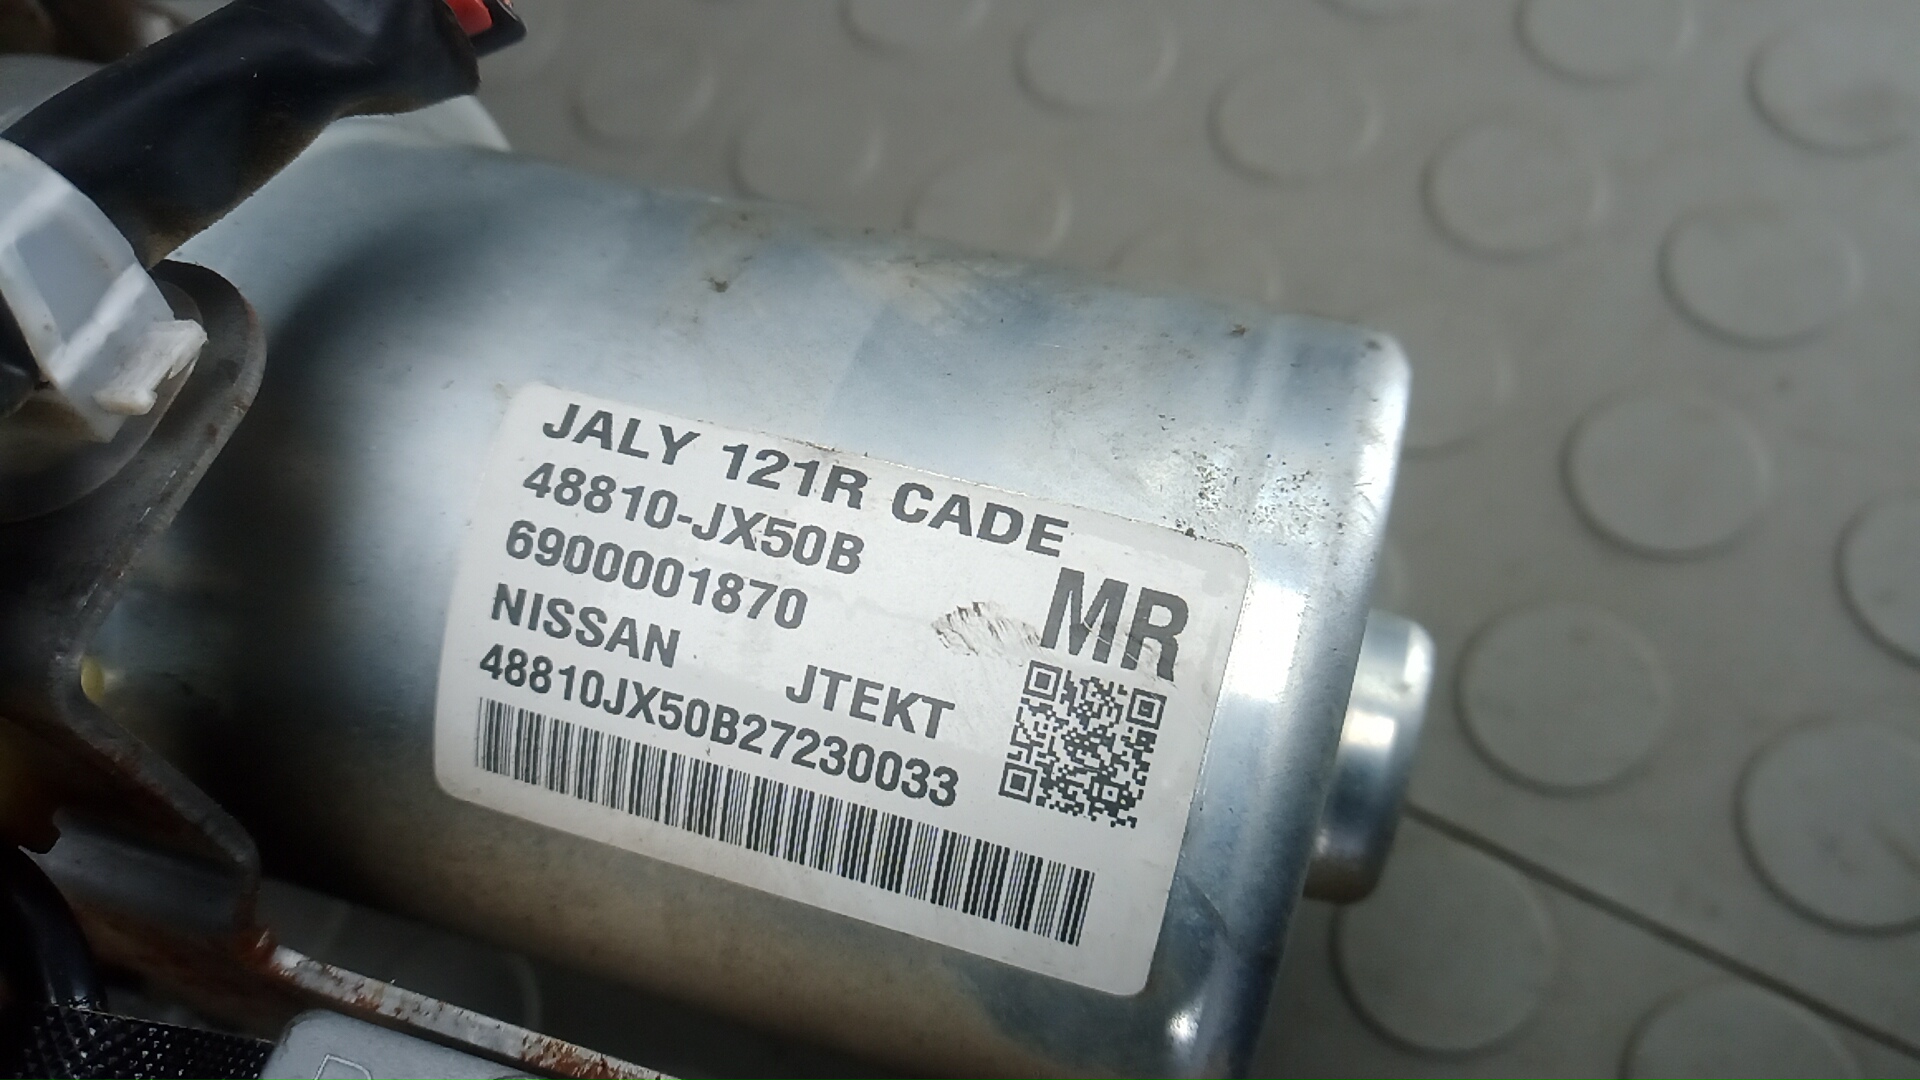 JALY 121R CADE
48810-JX50B
6900001870
MR
NISSAN JTEKT
48810JX50B27230033